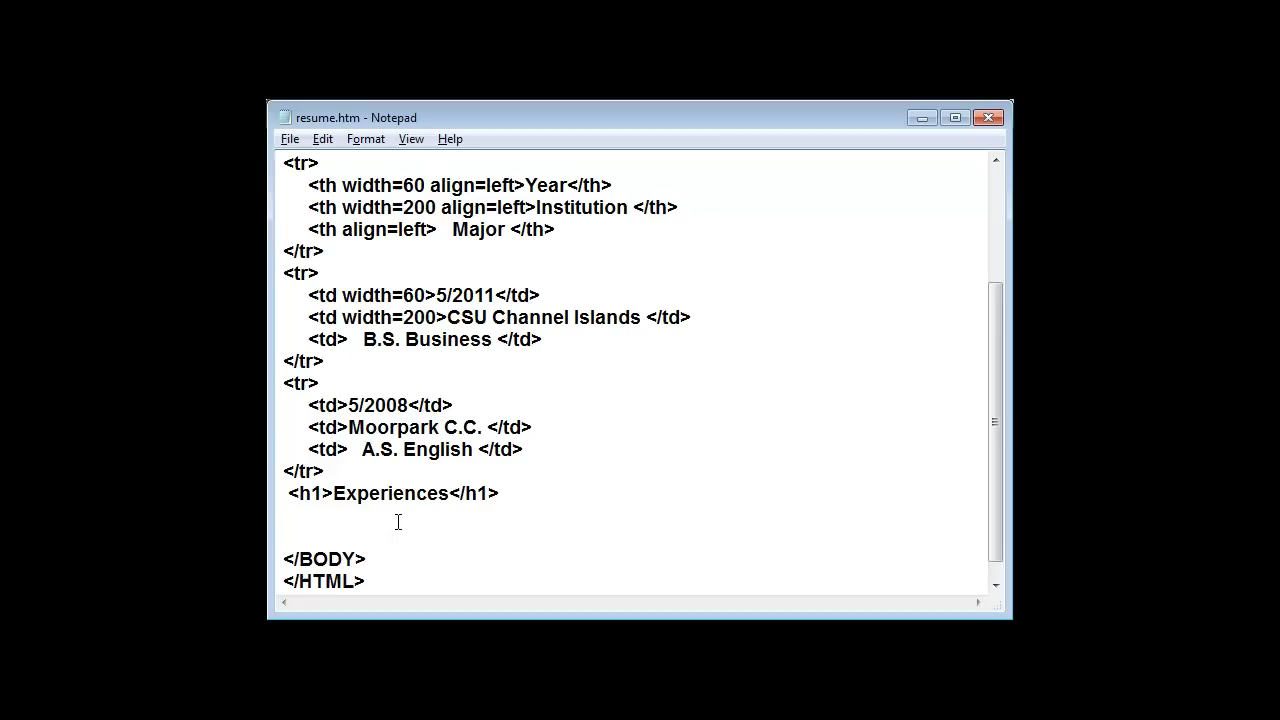 resume.htm - Notepad
File Edit Format View Help
<tr>
<th width=60 align=left>Year</th>
<th width=200 align=left>Institution </th>
<th align=left>   Major </th>
</tr>
<tr>
<td width=60>5/2011</td>
<td width=200>CSU Channel Islands </td>
<td>   B.S. Business </td>
</tr>
<tr>
<td>5/2008</td>
<td>Moorpark C.C. </td>
<td>   A.S. English </td>
</tr>
<h1>Experiences</h1>
</BODY>
</HTML>